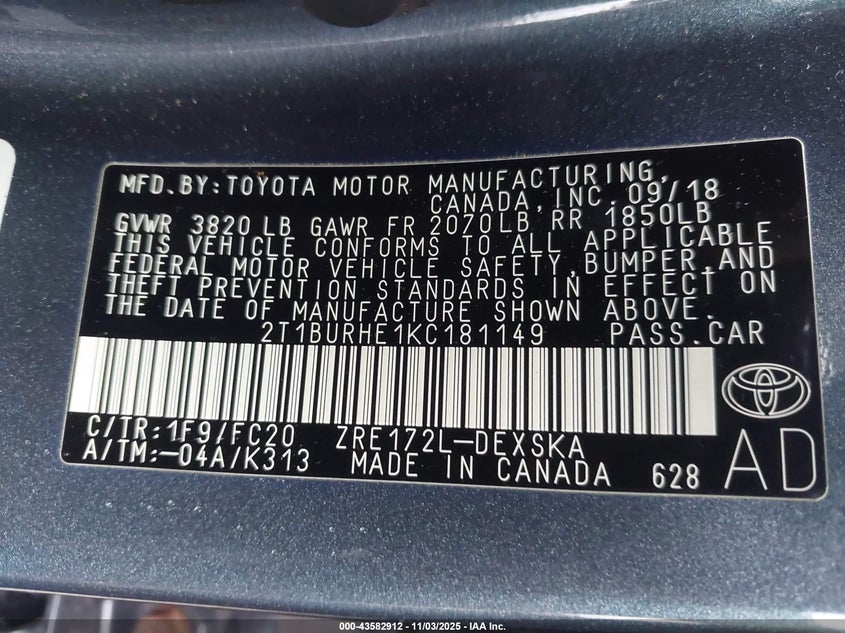 MFD.BY:TOYOTA MOTOR MANUFACTURING,
CANADA,INC. 09/18
GVWR 3820 LB GAWR FR 2070LB RR 1850LB
THIS VEHICLE CONFORMS TO ALL APPLICABLE
FEDERAL MOTOR VEHICLE SAFETY,BUMPER,AND
THEFT PREVENTION STANDARDS IN EFFECT ON
THE DATE OF MANUFACTURE SHOWN ABOVE.
2T1BURHE1KC181149 PASS.CAR
C/TR:1F9/FC20 ZRE172L-DEXSKA
A/TM:-04A/K313 MADE IN CANADA 628
AD
000-43582912 - 11/03/2025 - IAA Inc.